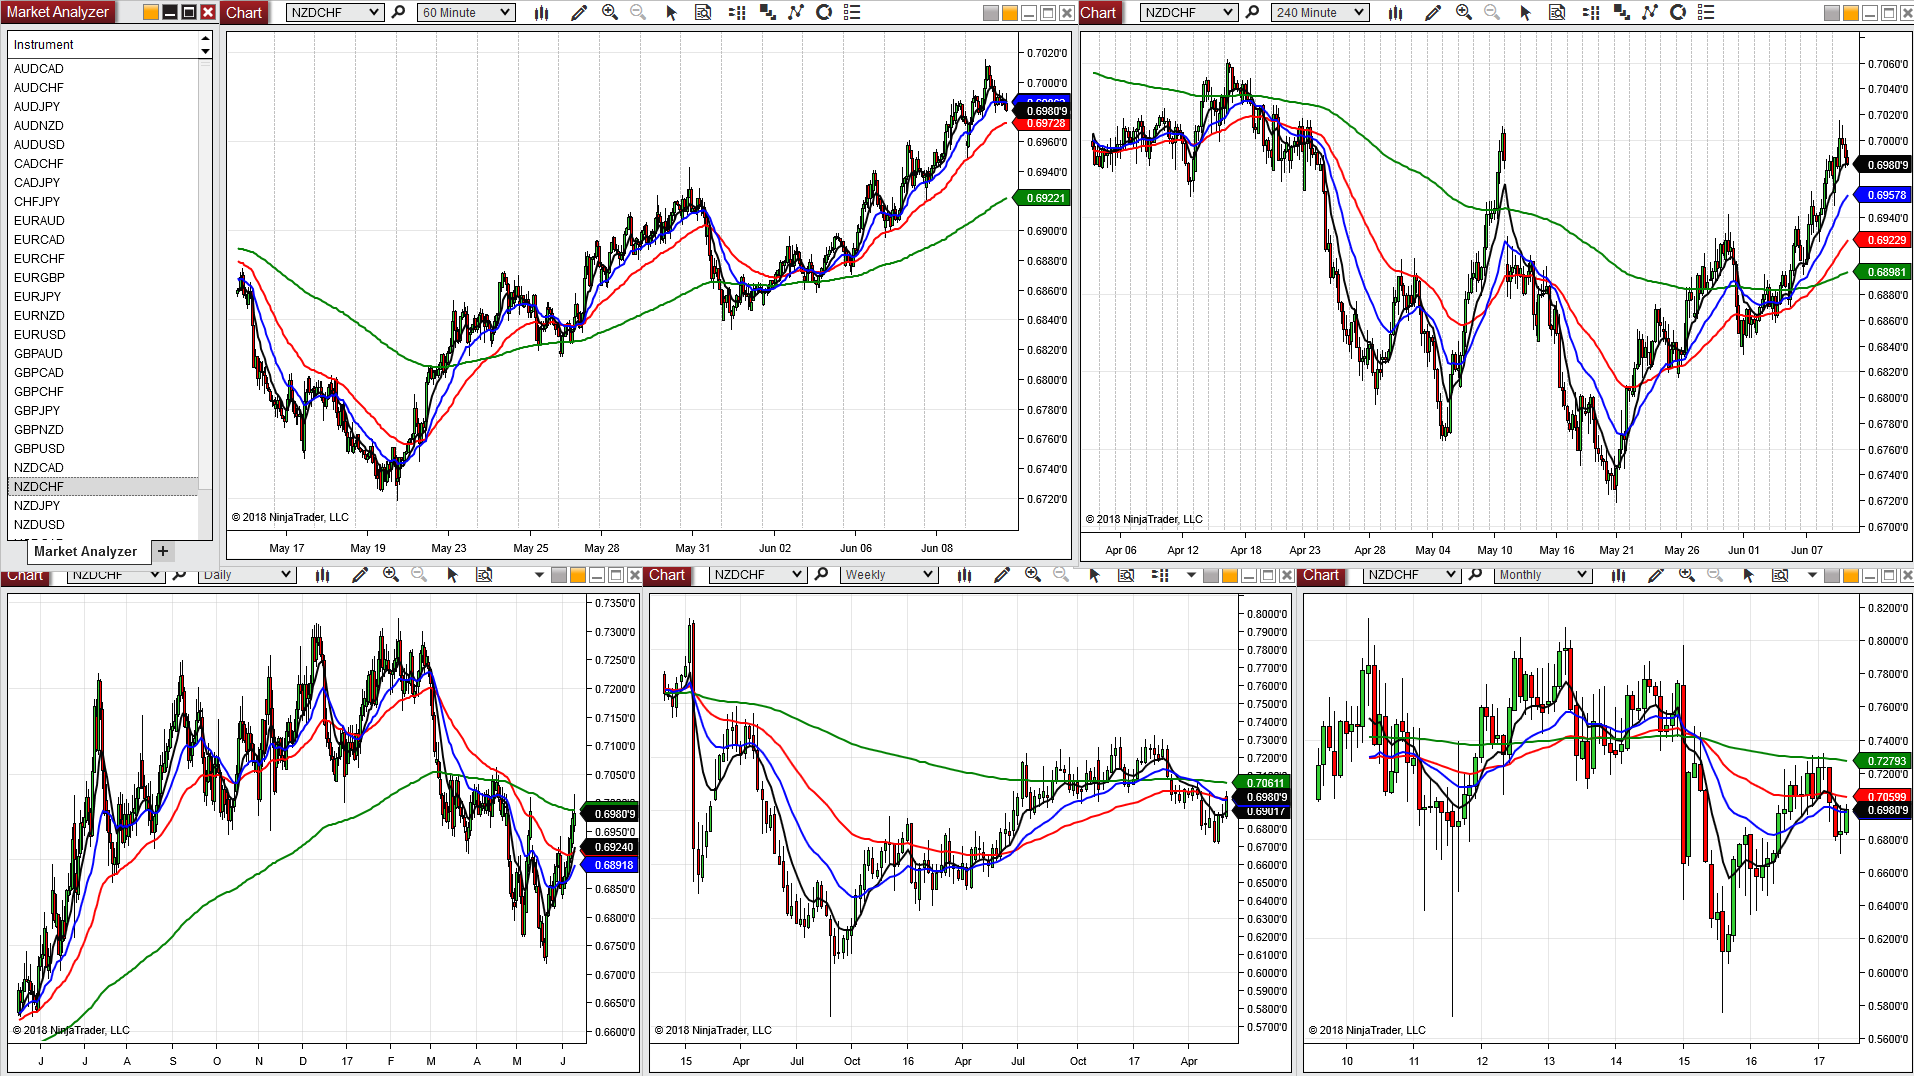 Market Analyzer
Instrument
AUDCAD
AUDCHF
AUDJPY
AUDNZD
AUDUSD
CADCHF
CADJPY
CHFJPY
EURAUD
EURCAD
EURCHF
EURGBP
EURJPY
EURNZD
EURUSD
GBPAUD
GBPCAD
GBPCHF
GBPJPY
GBPNZD
GBPUSD
NZDCAD
NZDCHF
NZDJPY
NZDUSD
Market Analyzer +
Chart NZDCHF 60 Minute
0.7020'0
0.7000'0
0.6980'9
0.69728
0.6960'0
0.6940'0
0.69221
0.6900'0
0.6880'0
0.6860'0
0.6840'0
0.6820'0
0.6800'0
0.6780'0
0.6760'0
0.6740'0
0.6720'0
© 2018 NinjaTrader, LLC
May 17 May 19 May 23 May 25 May 28 May 31 Jun 02 Jun 06 Jun 08
Chart NZDCHF 240 Minute
0.7060'0
0.7040'0
0.7020'0
0.7000'0
0.6980'9
0.69578
0.6940'0
0.69229
0.68981
0.6880'0
0.6860'0
0.6840'0
0.6820'0
0.6800'0
0.6780'0
0.6760'0
0.6740'0
0.6720'0
0.6700'0
© 2018 NinjaTrader, LLC
Apr 06 Apr 12 Apr 18 Apr 23 Apr 28 May 04 May 10 May 16 May 21 May 26 Jun 01 Jun 07
Chart NZDCHF Daily
0.7350'0
0.7300'0
0.7250'0
0.7200'0
0.7150'0
0.7100'0
0.7050'0
0.6980'9
0.6950'0
0.69240
0.68918
0.6850'0
0.6800'0
0.6750'0
0.6700'0
0.6650'0
0.6600'0
© 2018 NinjaTrader, LLC
J J A S O N D 17 F M A M J
Chart NZDCHF Weekly
0.8000'0
0.7900'0
0.7800'0
0.7700'0
0.7600'0
0.7500'0
0.7400'0
0.7300'0
0.7200'0
0.70611
0.6980'9
0.69017
0.6800'0
0.6700'0
0.6600'0
0.6500'0
0.6400'0
0.6300'0
0.6200'0
0.6100'0
0.6000'0
0.5900'0
0.5800'0
0.5700'0
© 2018 NinjaTrader, LLC
15 Apr Jul Oct 16 Apr Jul Oct 17 Apr
Chart NZDCHF Monthly
0.8200'0
0.8000'0
0.7800'0
0.7600'0
0.7400'0
0.72793
0.7200'0
0.70599
0.6980'9
0.6800'0
0.6600'0
0.6400'0
0.6200'0
0.6000'0
0.5800'0
0.5600'0
© 2018 NinjaTrader, LLC
10 11 12 13 14 15 16 17